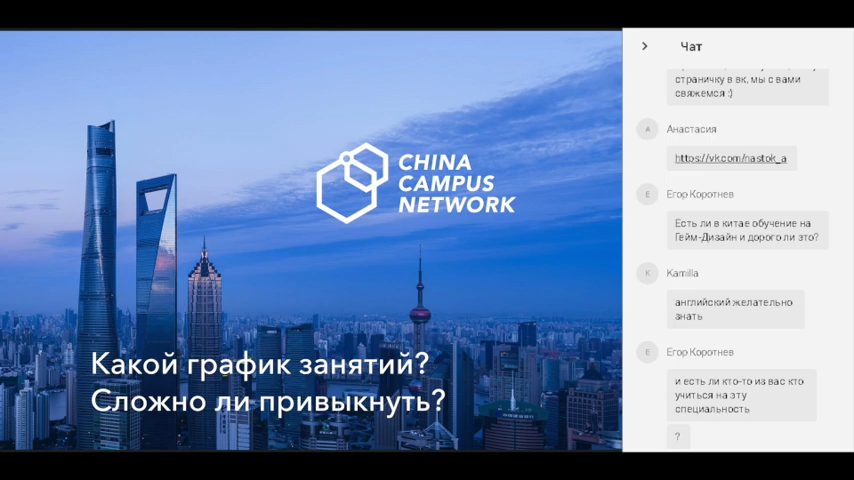 CHINA
CAMPUS
NETWORK
Какой график занятий?
Сложно ли привыкнуть?
Чат
страничку в вк, мы с вами
свяжемся :)
А
Анастасия
https://vk.com/nastok_a
Е
Егор Коротнев
Есть ли в китае обучение на
Гейм-Дизайн и дорого ли это?
K
Kamilla
английский желательно
знать
Е
Егор Коротнев
и есть ли кто-то из вас кто
учиться на эту
специальность
?